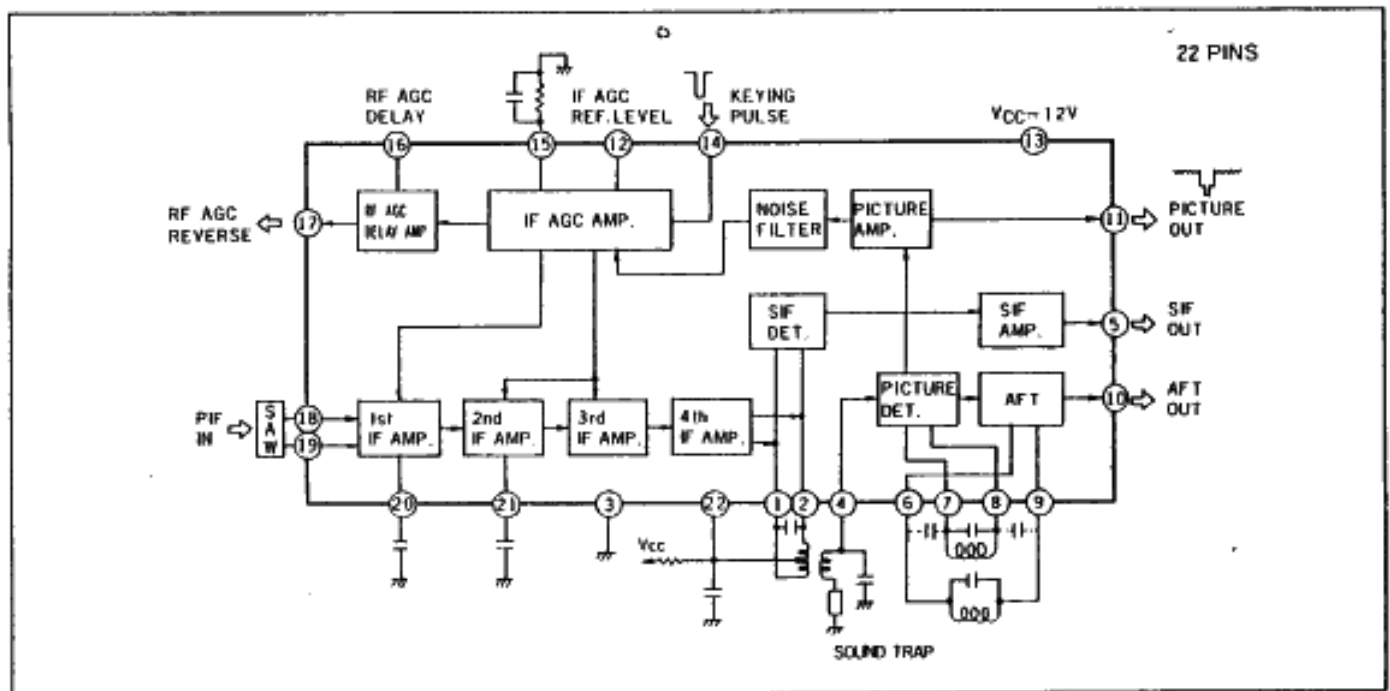 22 PINS
RF AGC
DELAY
IF AGC
REF. LEVEL
KEYING
PULSE
VCC-12V
16
15
12
14
13
RF AGC
REVERSE
17
RF AGC
DELAY AMP
IF AGC AMP.
NOISE
FILTER
PICTURE
AMP.
11
PICTURE
OUT
SIF
DET.
SIF
AMP.
5
SIF
OUT
PIF
IN
SAW
18
19
1st
IF AMP.
2nd
IF AMP.
3rd
IF AMP.
4th
IF AMP.
PICTURE
DET.
AFT
10
AFT
OUT
20
21
3
22
1
2
4
6
7
8
9
VCC
SOUND TRAP